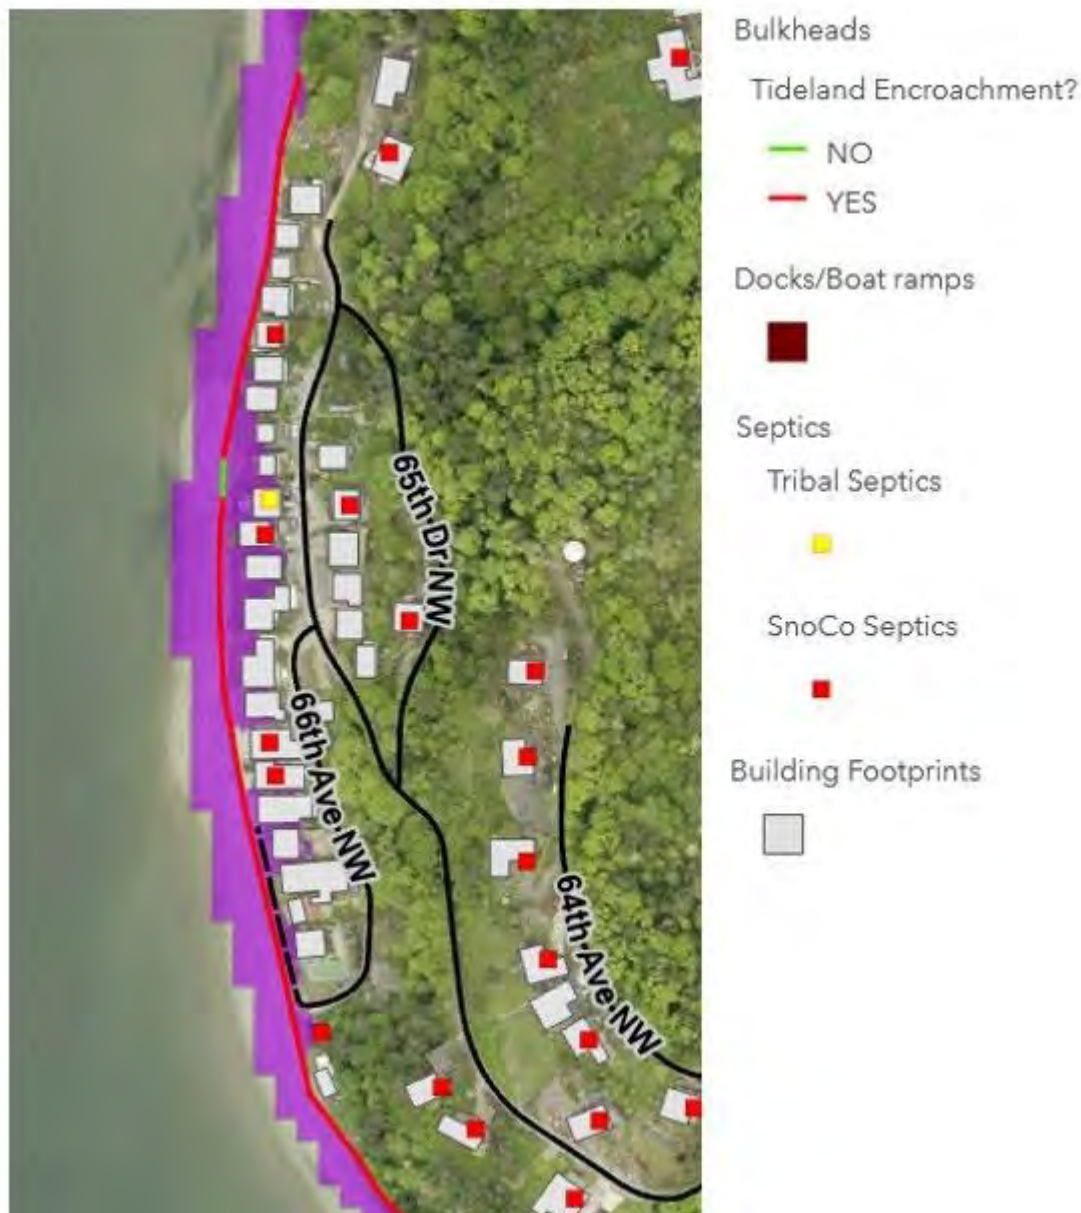 Bulkheads
Tideland Encroachment?
NO
YES
Docks/Boat ramps
Septics
Tribal Septics
SnoCo Septics
Building Footprints
65th Dr NW
66th Ave NW
64th Ave NW